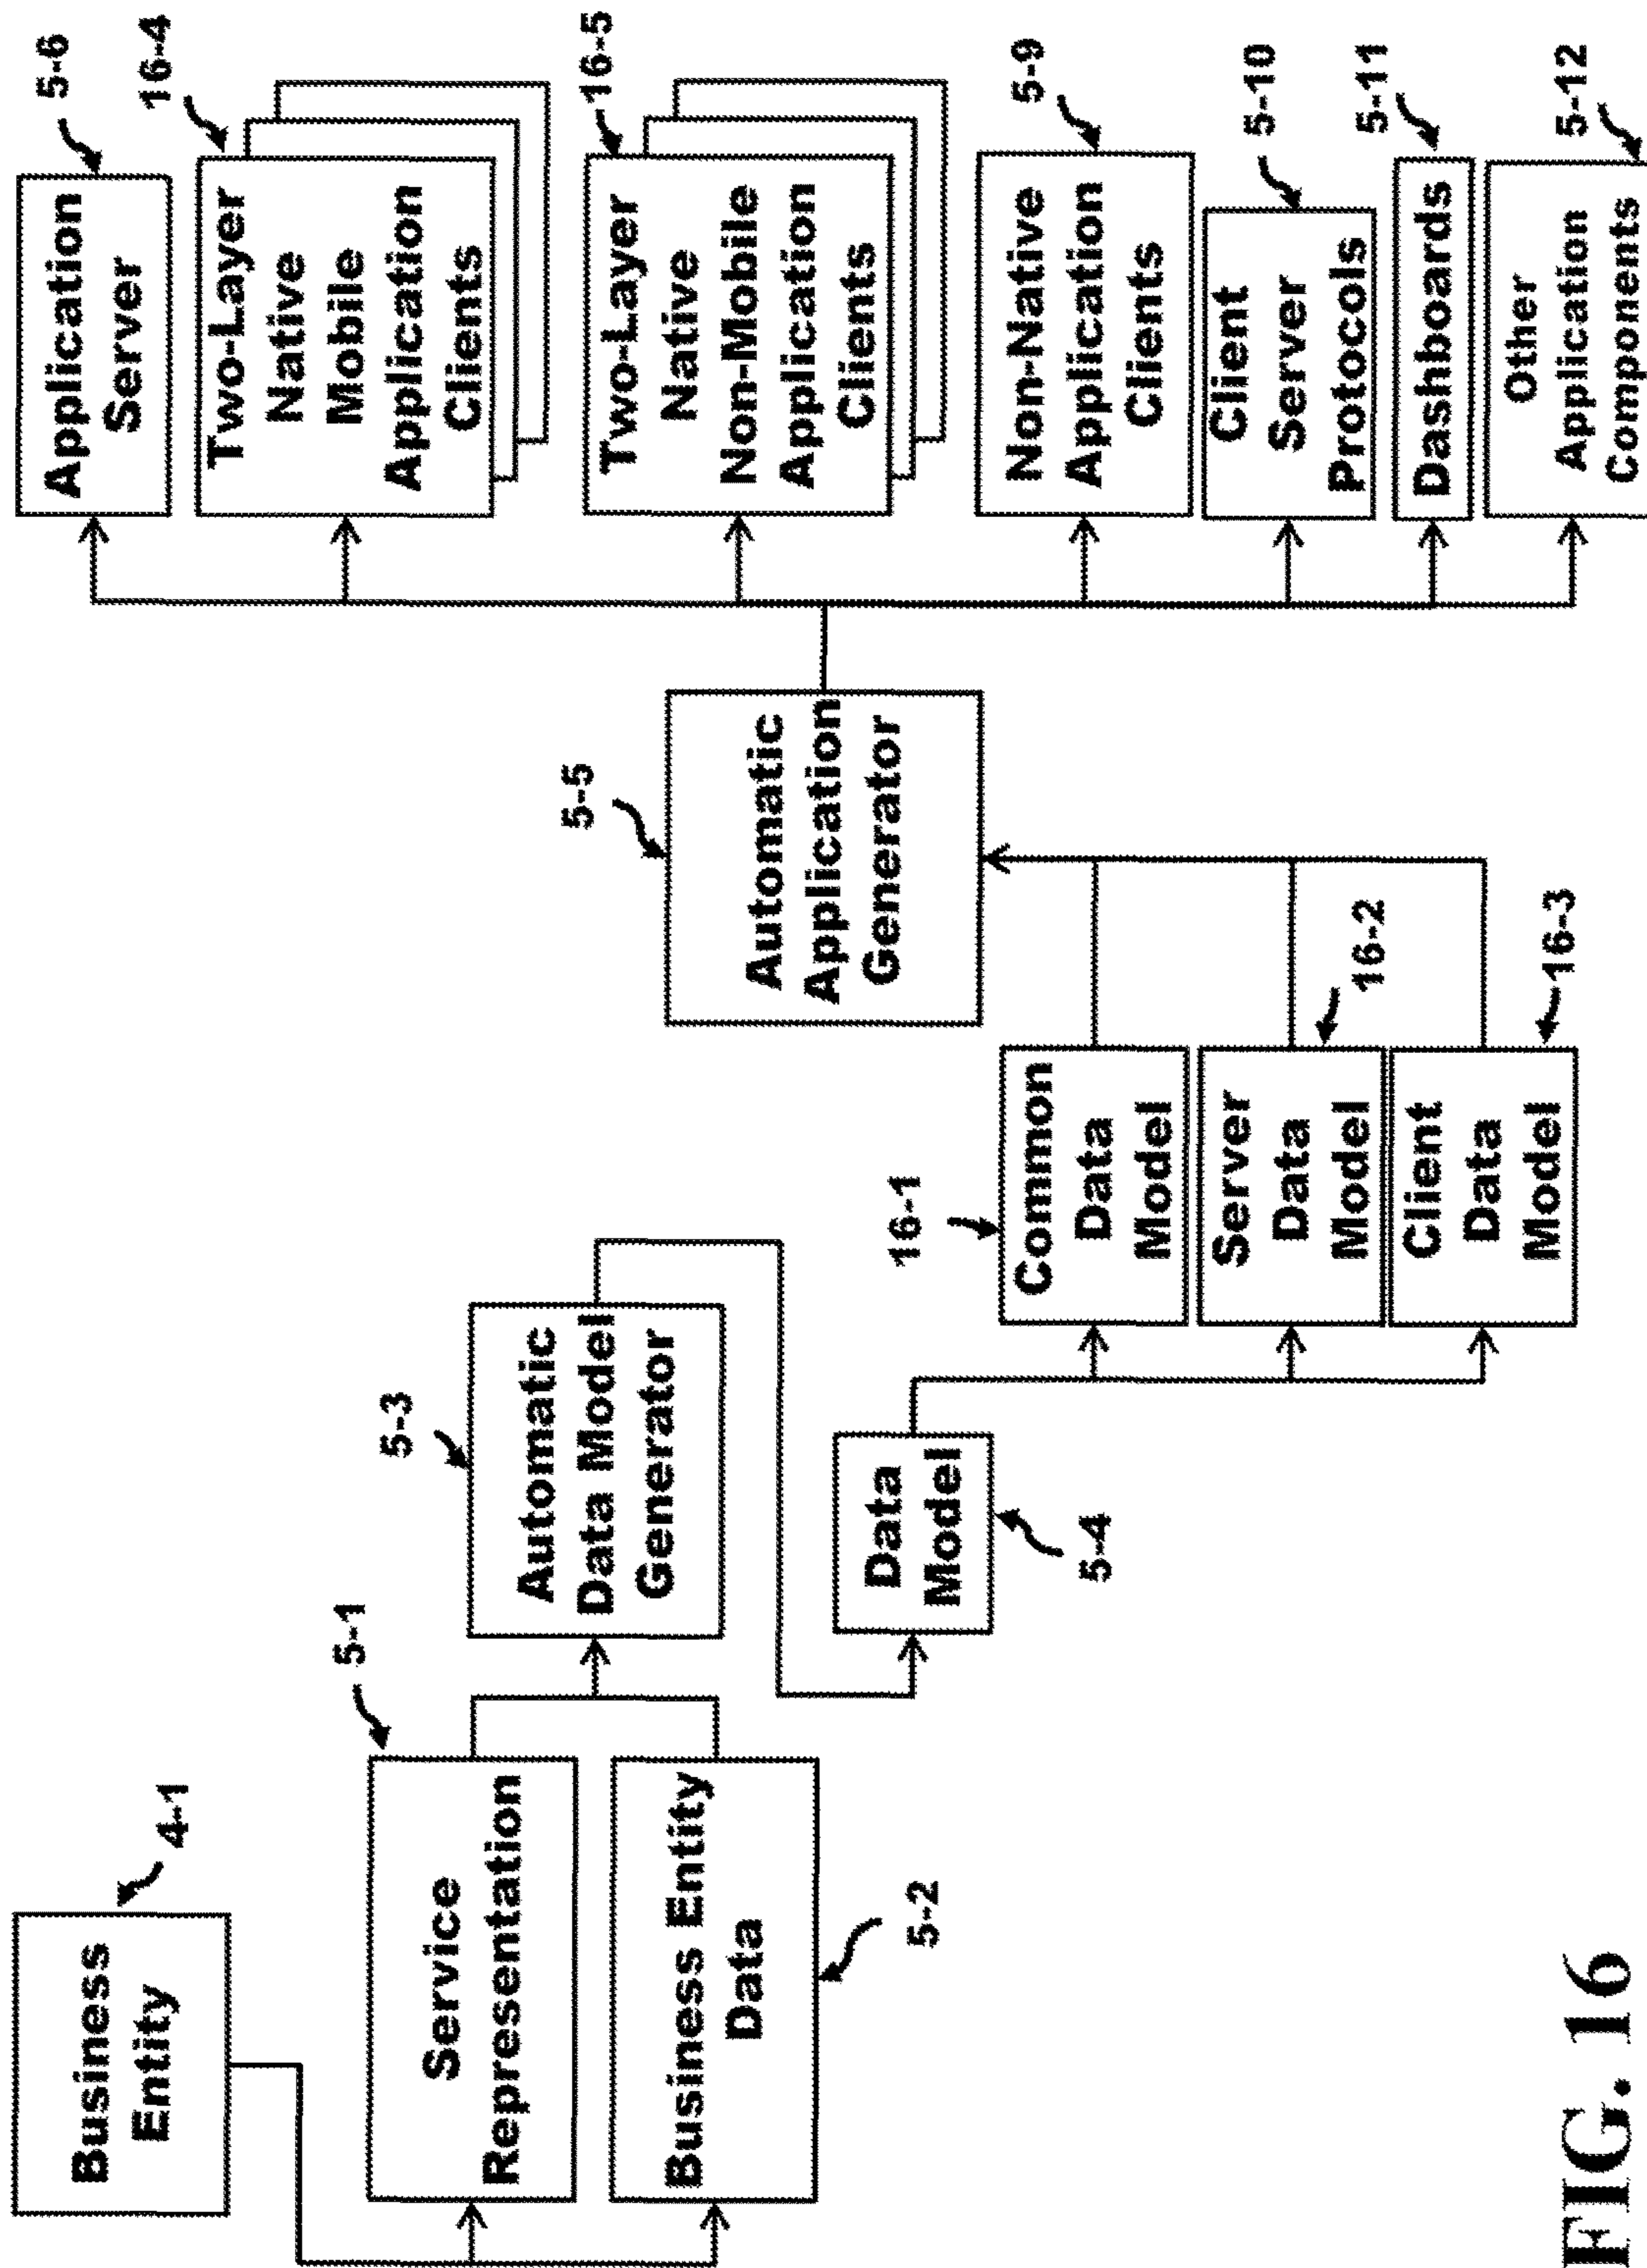 Business
Entity
4-1
Service
Representation
5-1
Business Entity
Data
5-2
Automatic
Data Model
Generator
5-3
Data
Model
5-4
Common
Data
Model
16-1
Server
Data
Model
16-2
Client
Data
Model
16-3
Automatic
Application
Generator
5-5
Application
Server
5-6
Two-Layer
Native
Mobile
Application
Clients
16-4
Two-Layer
Native
Non-Mobile
Application
Clients
16-5
Non-Native
Application
Clients
5-9
Client
Server
Protocols
5-10
Dashboards
5-11
Other
Application
Components
5-12
FIG. 16